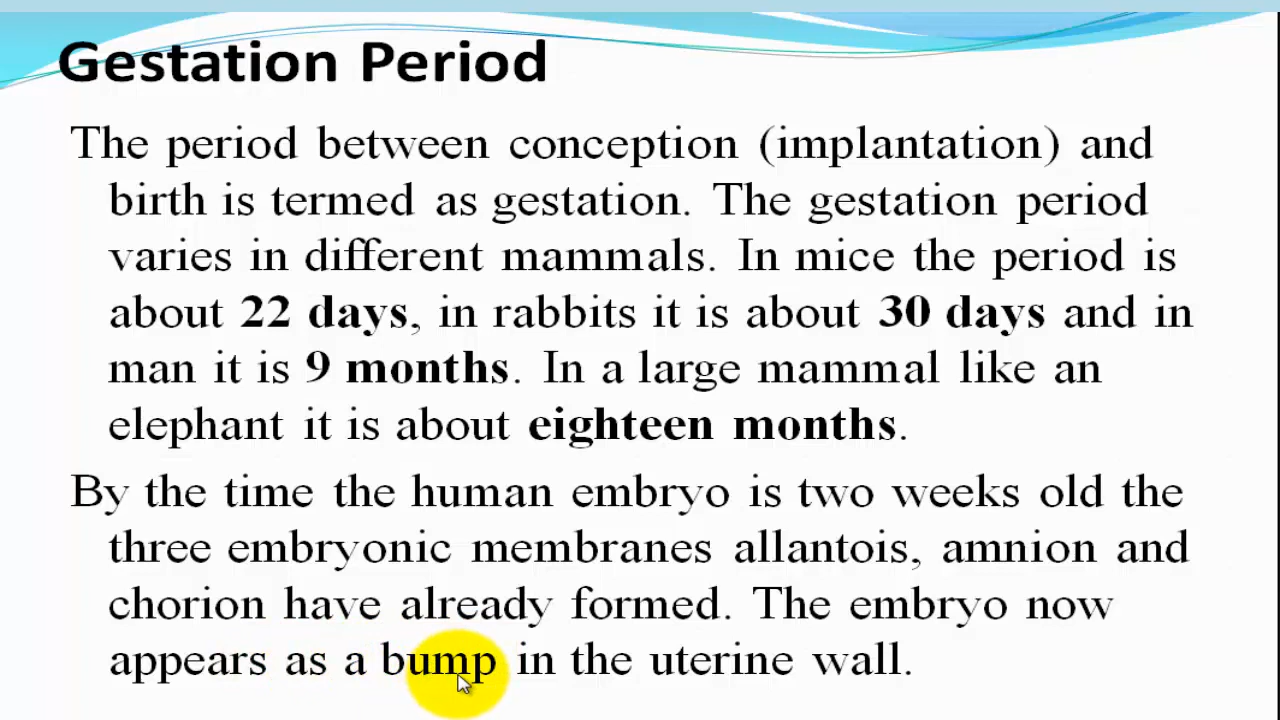 Gestation Period
The period between conception (implantation) and
birth is termed as gestation. The gestation period
varies in different mammals. In mice the period is
about 22 days, in rabbits it is about 30 days and in
man it is 9 months. In a large mammal like an
elephant it is about eighteen months.
By the time the human embryo is two weeks old the
three embryonic membranes allantois, amnion and
chorion have already formed. The embryo now
appears as a bump in the uterine wall.